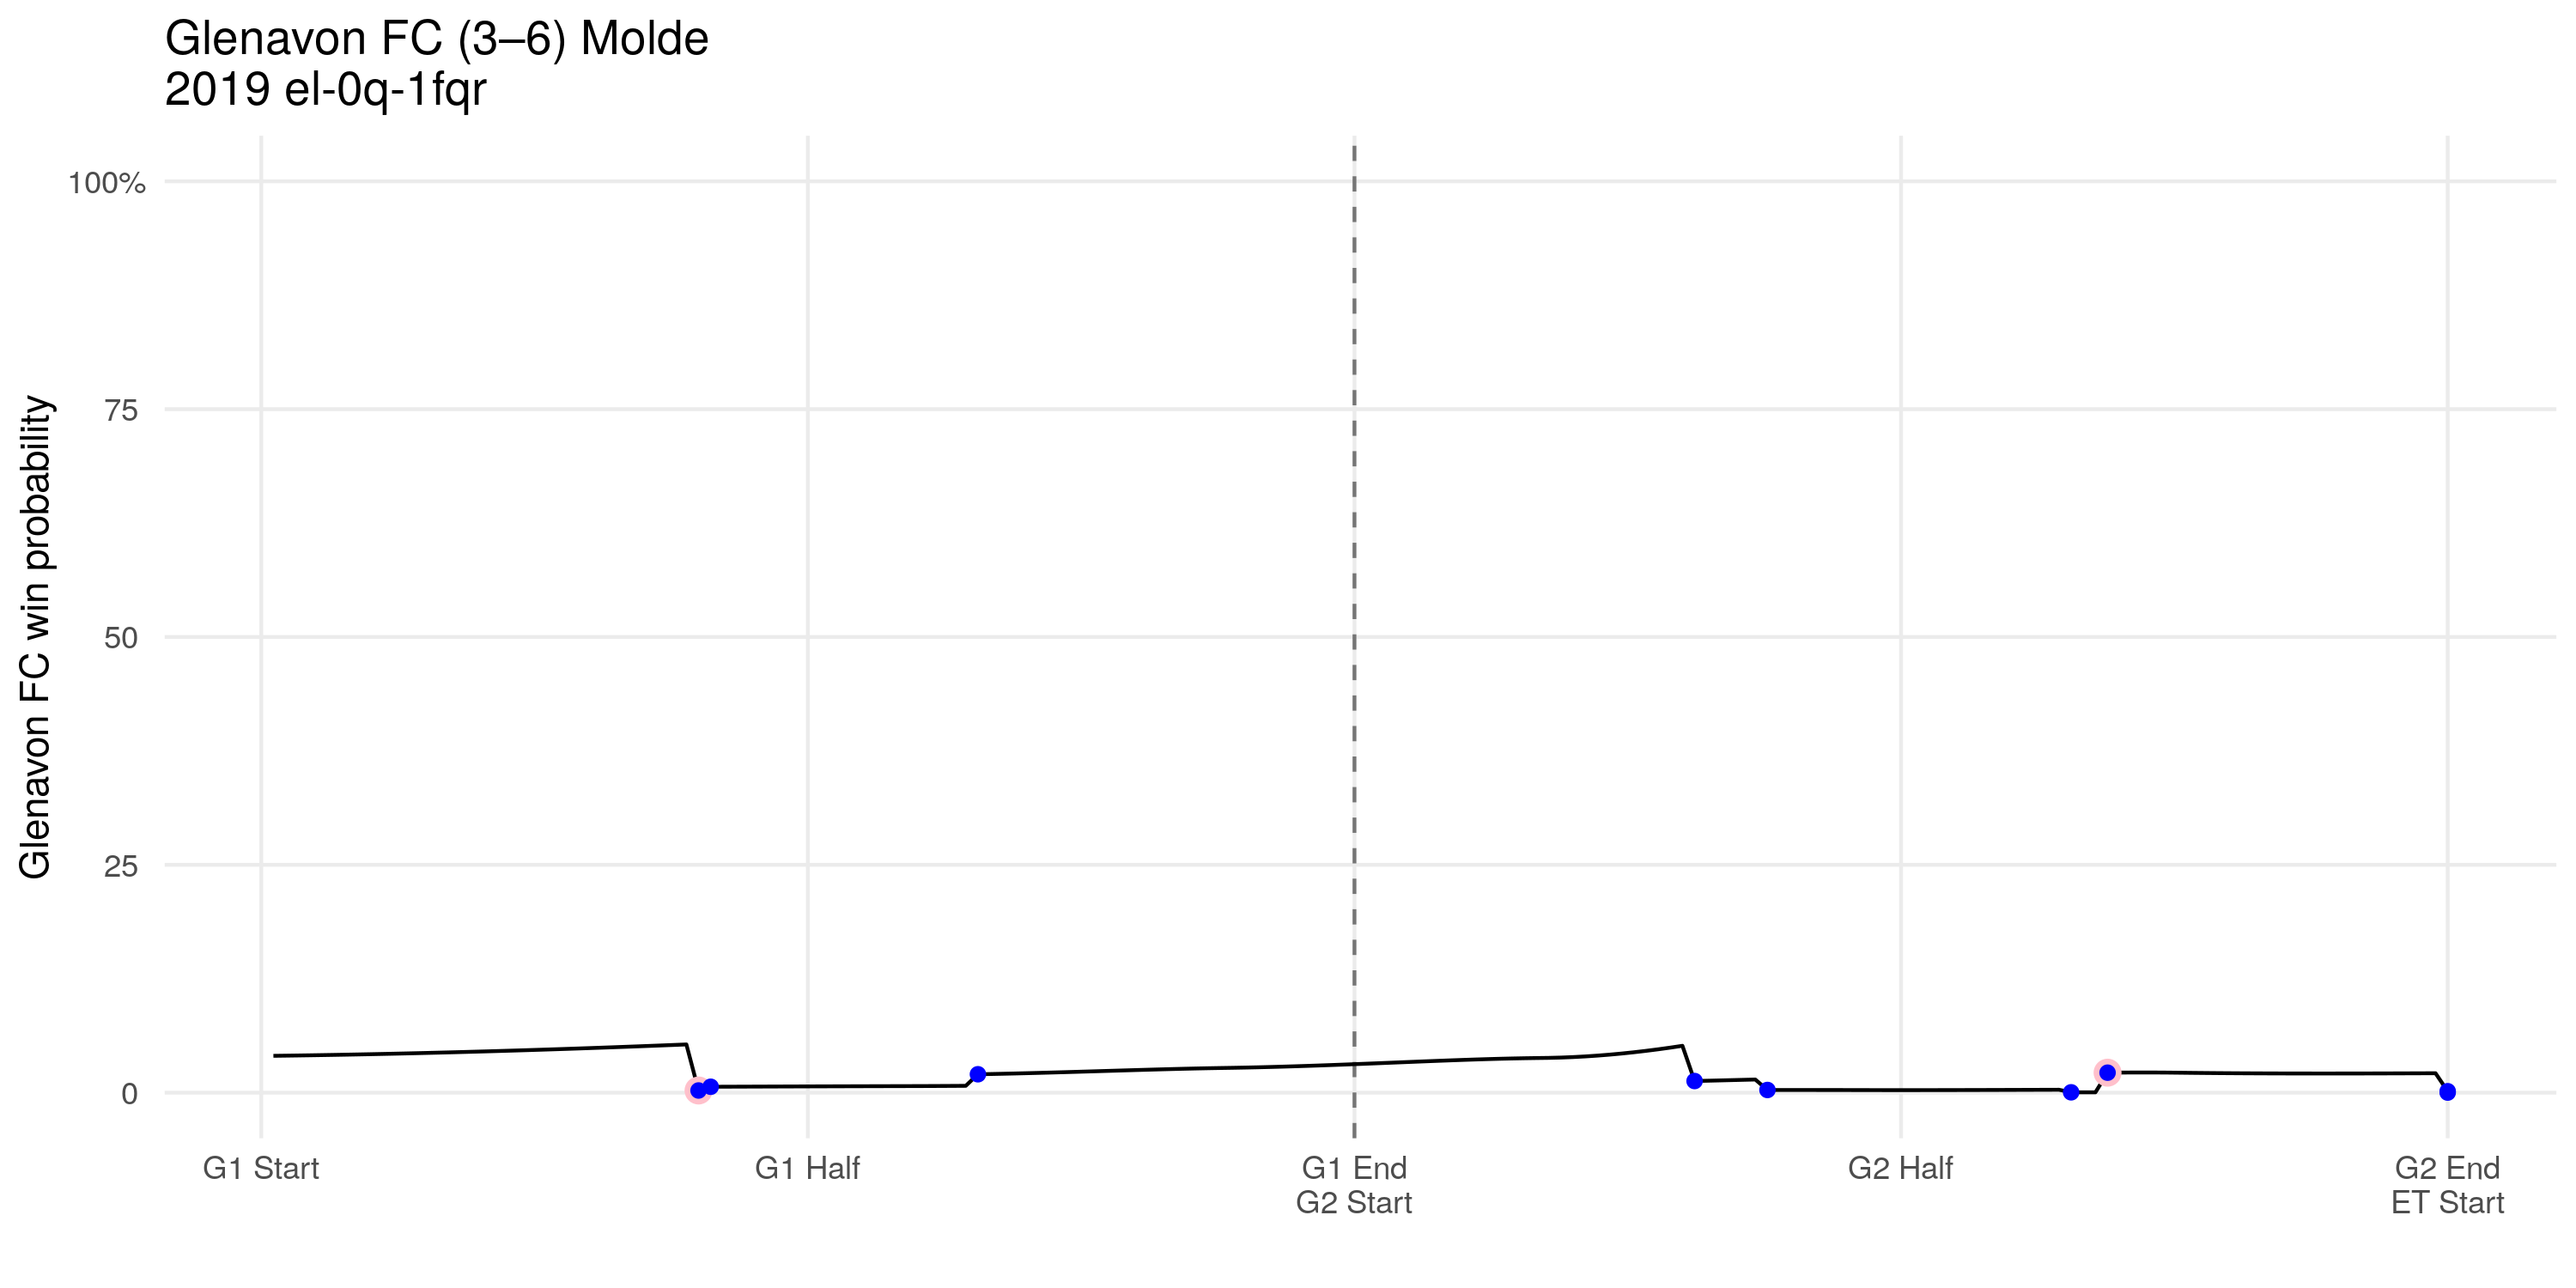 Glenavon FC (3–6) Molde
2019 el-0q-1fqr
Glenavon FC win probability
100%
75
50
25
0
G1 Start
G1 Half
G1 End
G2 Start
G2 Half
G2 End
ET Start